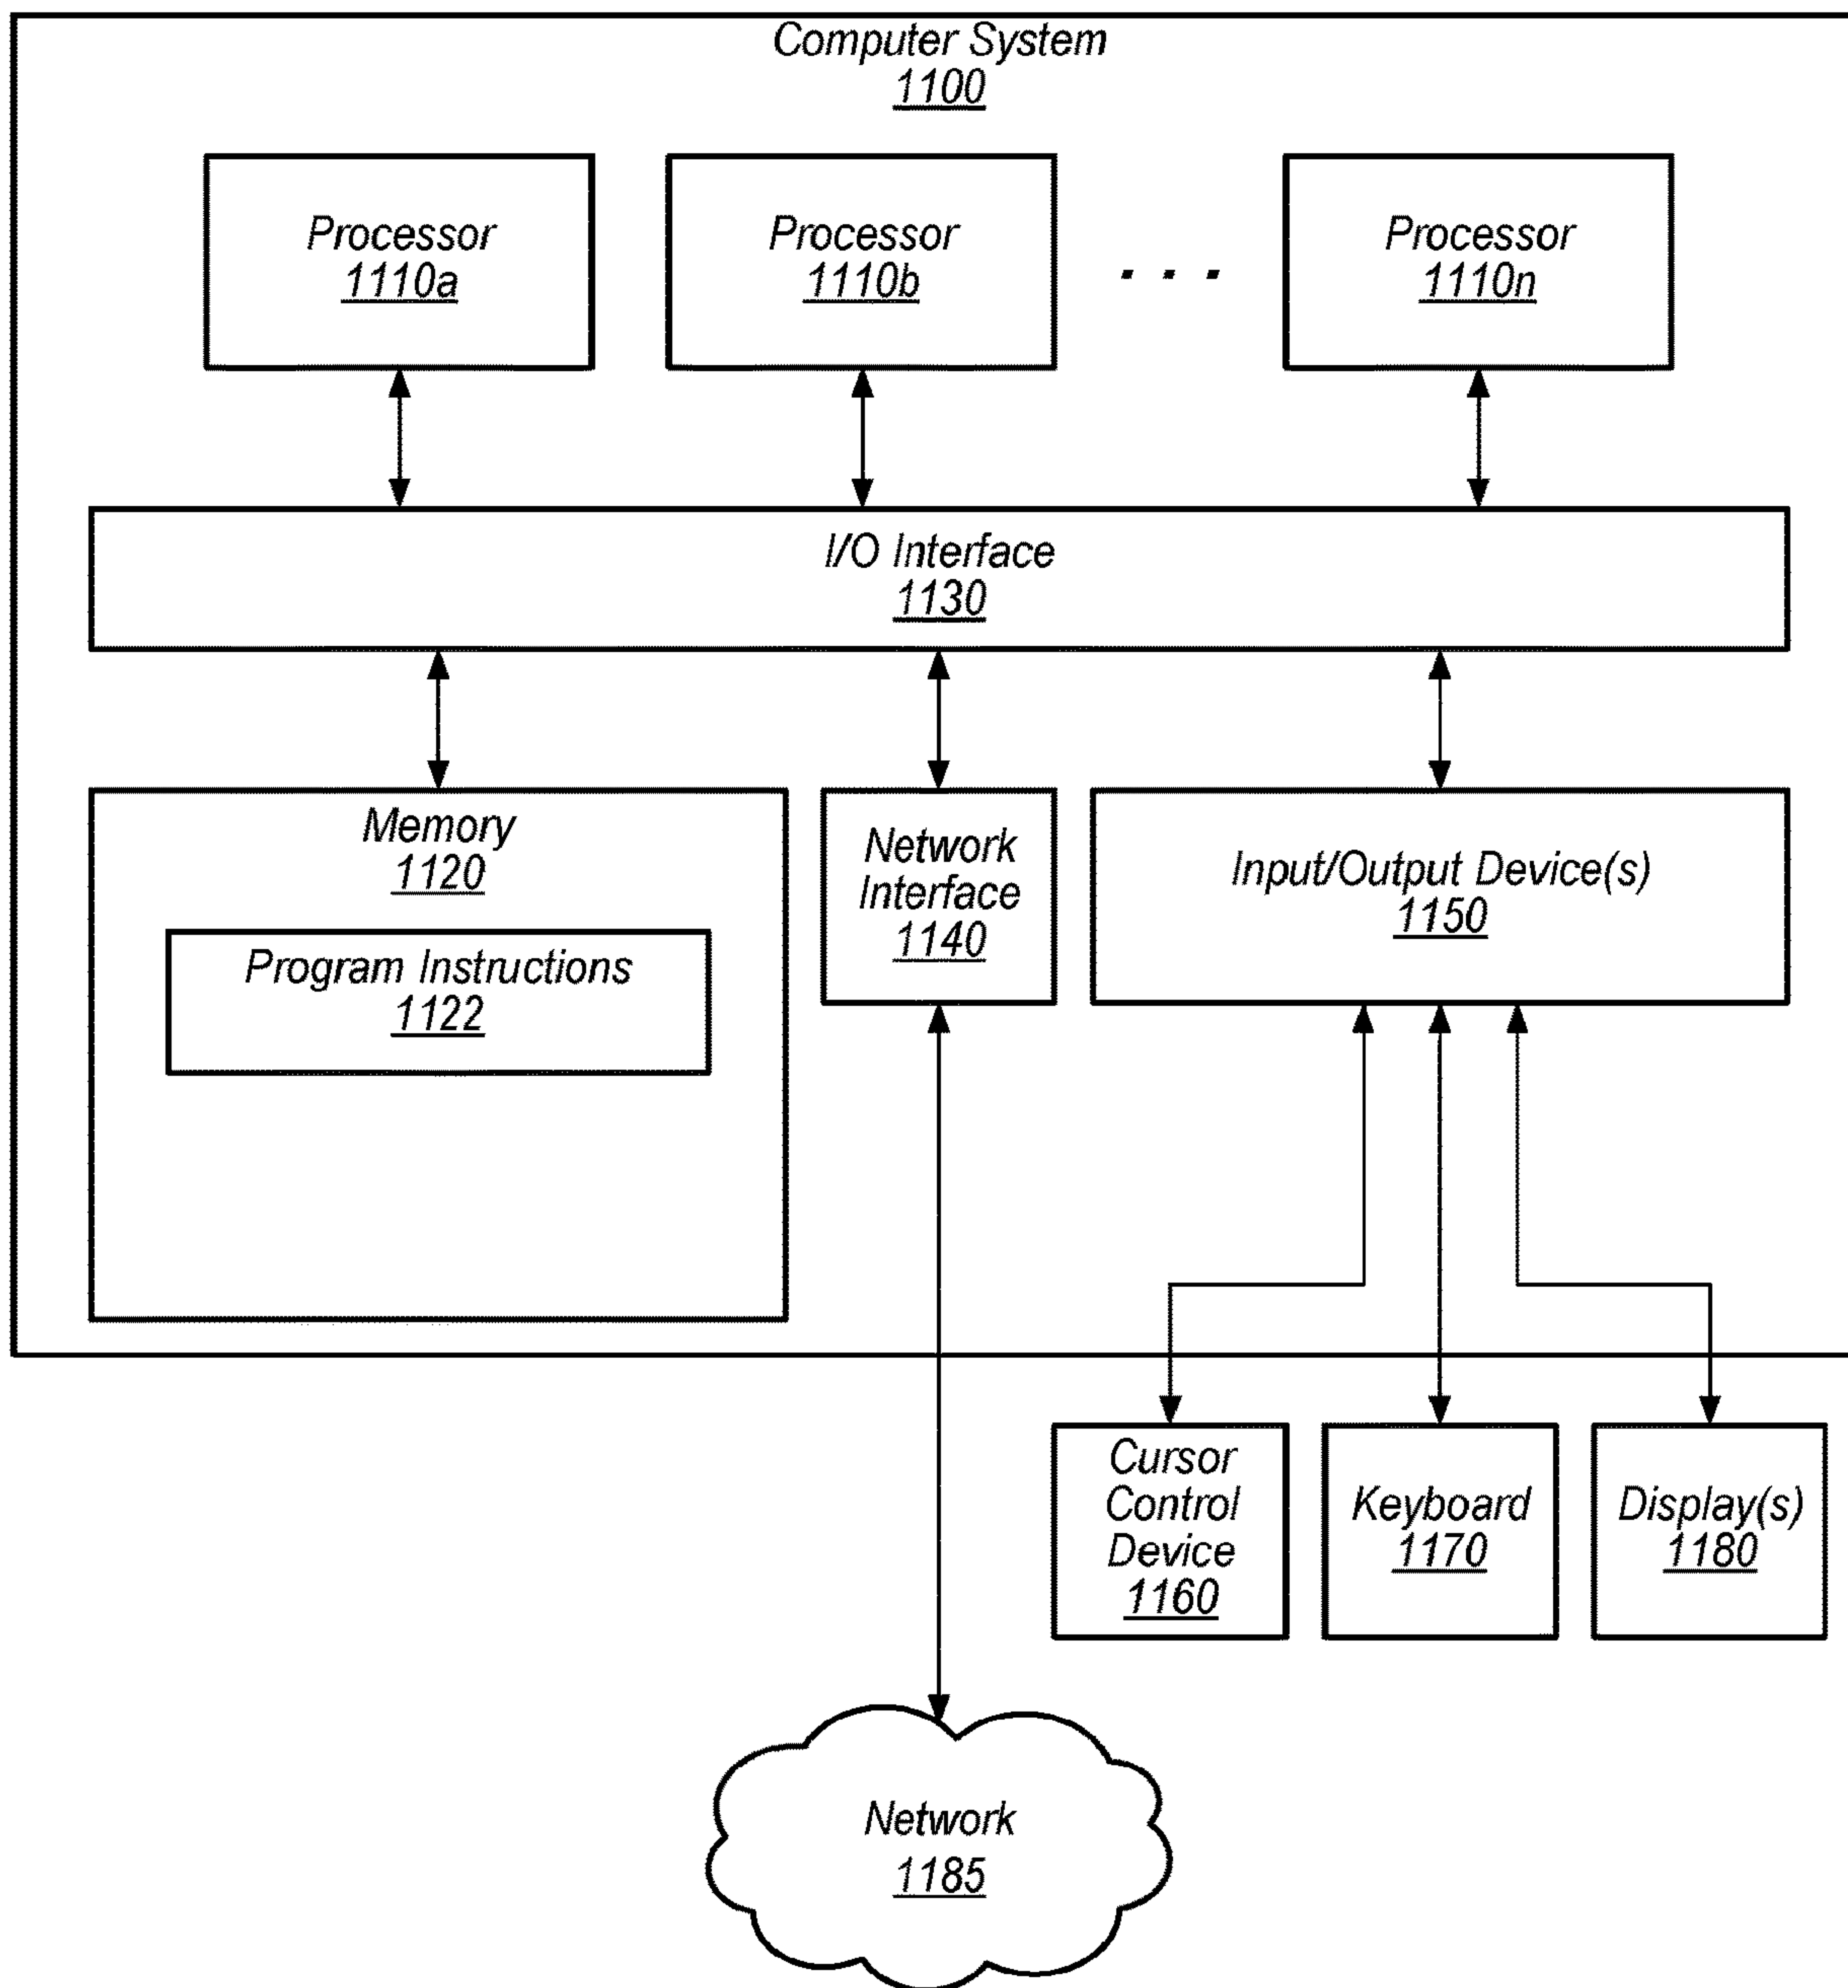 Computer System
1100
Processor
1110a
Processor
1110b
. . .
Processor
1110n
I/O Interface
1130
Memory
1120
Program Instructions
1122
Network
Interface
1140
Input/Output Device(s)
1150
Cursor
Control
Device
1160
Keyboard
1170
Display(s)
1180
Network
1185